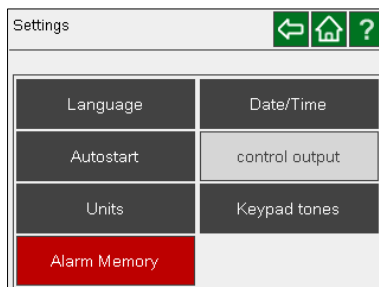 Settings
?
Language
Date/Time
Autostart
control output
Units
Keypad tones
Alarm Memory